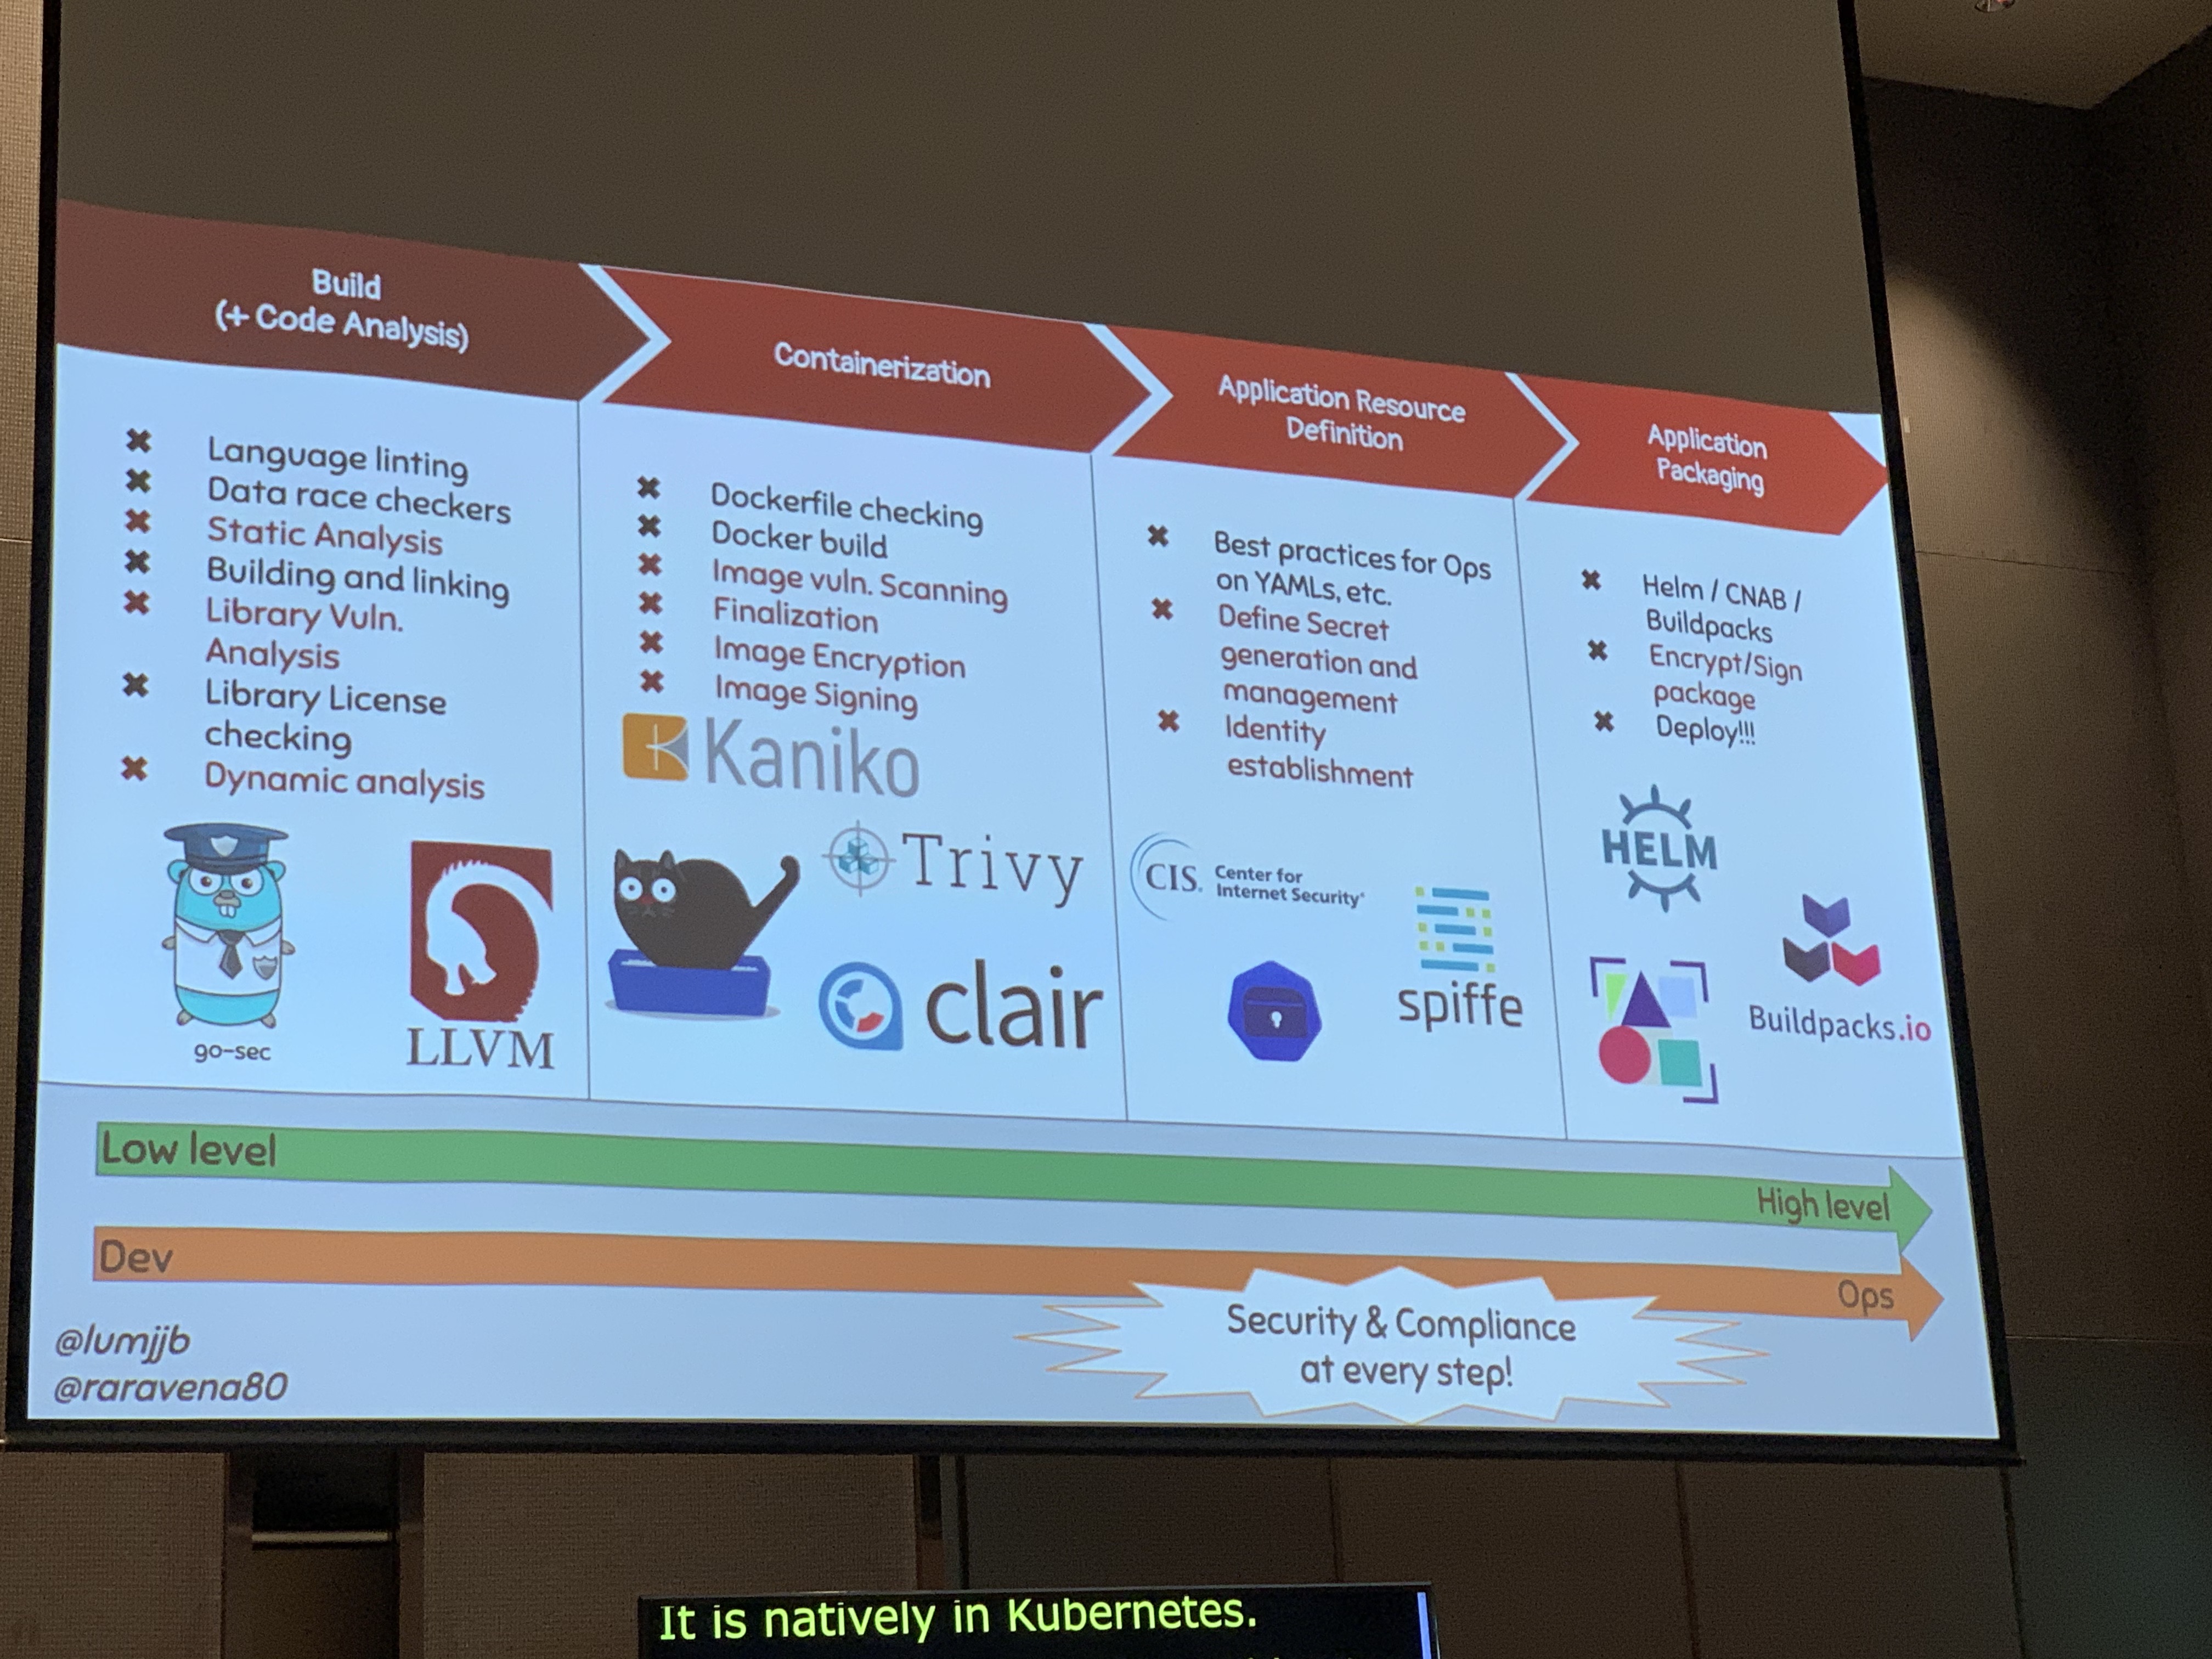 Build
(+ Code Analysis)
Containerization
Application Resource
Definition
Application
Packaging
Language linting
Data race checkers
Static Analysis
Building and linking
Library Vuln.
Analysis
Library License
checking
Dynamic analysis
go-sec
LLVM
Dockerfile checking
Docker build
Image vuln. Scanning
Finalization
Image Encryption
Image Signing
Kaniko
Trivy
clair
Best practices for Ops
on YAMLs, etc.
Define Secret
generation and
management
Identity
establishment
CIS. Center for
Internet Security®
spiffe
Helm / CNAB /
Buildpacks
Encrypt/Sign
package
Deploy!!!
HELM
Buildpacks.io
Low level
High level
Dev
Ops
Security & Compliance
at every step!
@lumjjb
@raravena80
It is natively in Kubernetes.